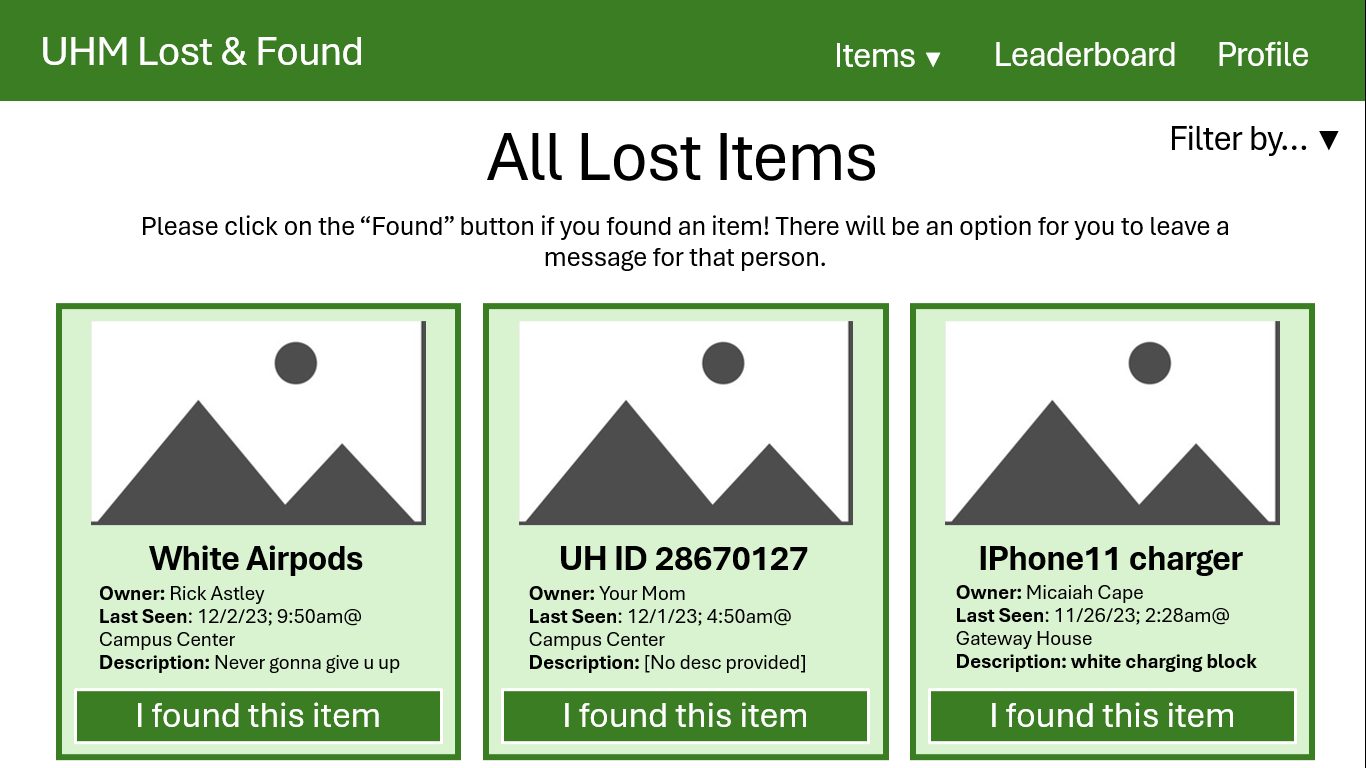 UHM Lost & Found
Items ▼
Leaderboard
Profile
All Lost Items
Filter by... ▼
Please click on the “Found” button if you found an item! There will be an option for you to leave a
message for that person.
White Airpods
Owner: Rick Astley
Last Seen: 12/2/23; 9:50am@
Campus Center
Description: Never gonna give u up
I found this item
UH ID 28670127
Owner: Your Mom
Last Seen: 12/1/23; 4:50am@
Campus Center
Description: [No desc provided]
I found this item
IPhone11 charger
Owner: Micaiah Cape
Last Seen: 11/26/23; 2:28am@
Gateway House
Description: white charging block
I found this item